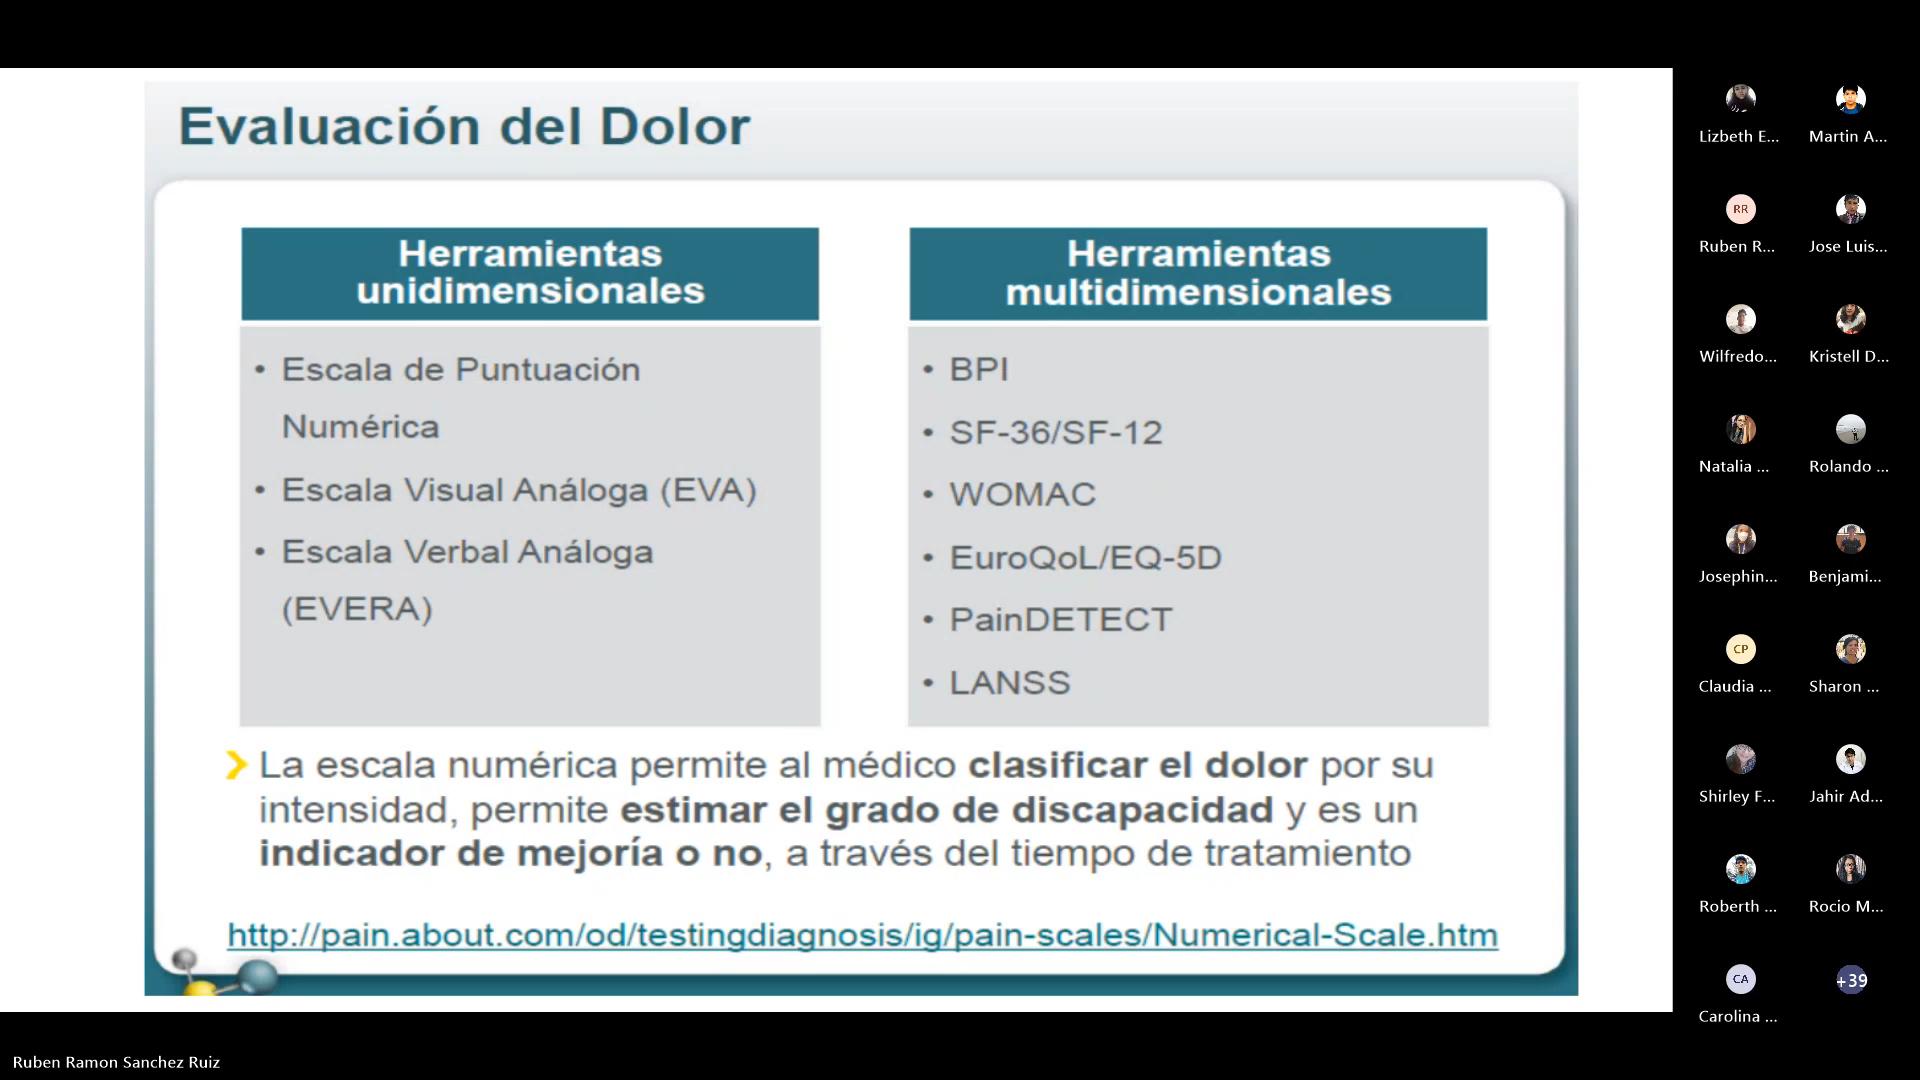 Evaluación del Dolor
Herramientas
unidimensionales
• Escala de Puntuación
Numérica
• Escala Visual Análoga (EVA)
• Escala Verbal Análoga
(EVERA)
Herramientas
multidimensionales
• BPI
• SF-36/SF-12
• WOMAC
• EuroQoL/EQ-5D
• PainDETECT
• LANSS
La escala numérica permite al médico clasificar el dolor por su
intensidad, permite estimar el grado de discapacidad y es un
indicador de mejoría o no, a través del tiempo de tratamiento
http://pain.about.com/od/testingdiagnosis/ig/pain-scales/Numerical-Scale.htm
Lizbeth E...
Martin A...
RR
Ruben R...
Jose Luis...
Wilfredo...
Kristell D...
Natalia ...
Rolando ...
Josephin...
Benjami...
CP
Claudia ...
Sharon ...
Shirley F...
Jahir Ad...
Roberth ...
Rocio M...
CA
+39
Carolina ...
Ruben Ramon Sanchez Ruiz